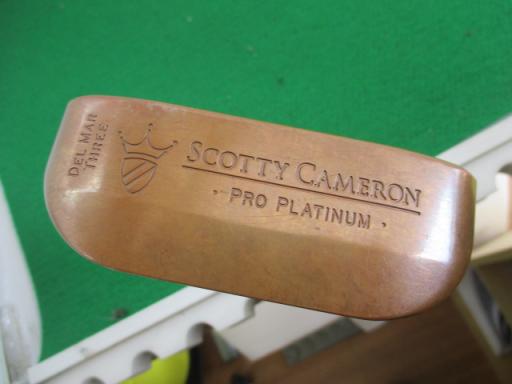 DEL MAR
THREE
SCOTTY CAMERON
· PRO PLATINUM ·